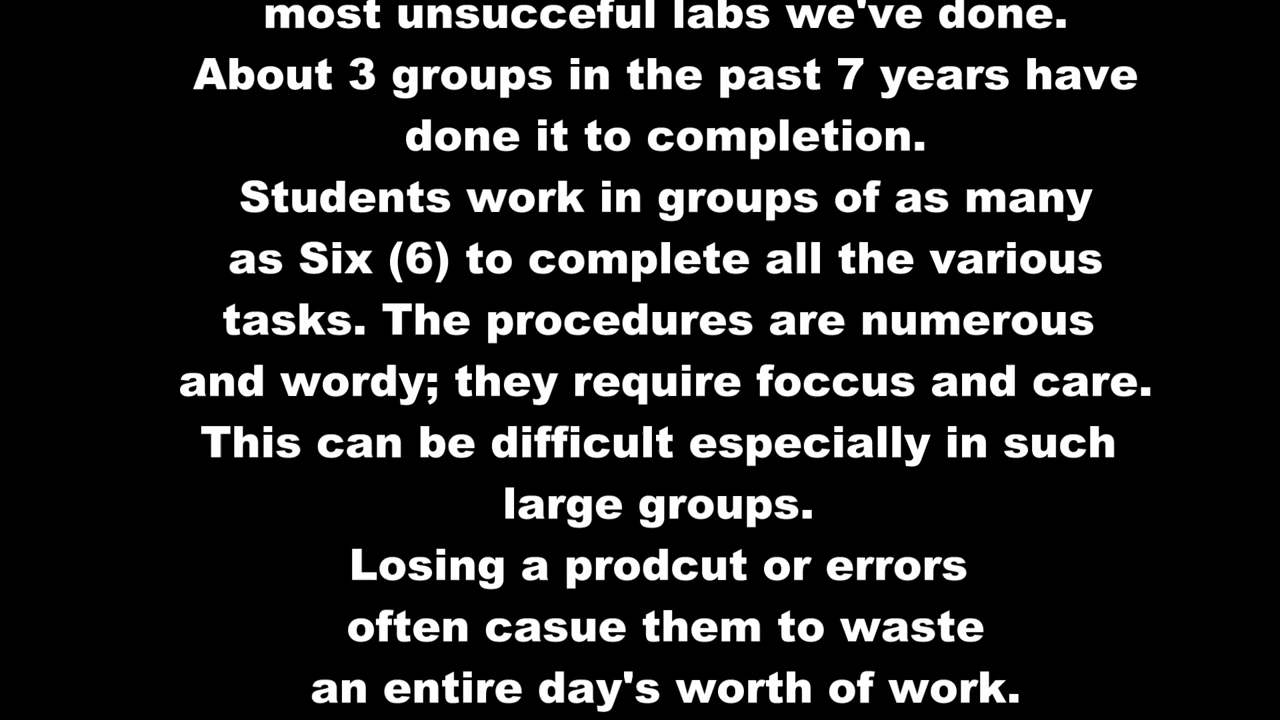 most unsucceful labs we've done.
About 3 groups in the past 7 years have
done it to completion.
Students work in groups of as many
as Six (6) to complete all the various
tasks. The procedures are numerous
and wordy; they require foccus and care.
This can be difficult especially in such
large groups.
Losing a prodcut or errors
often casue them to waste
an entire day's worth of work.